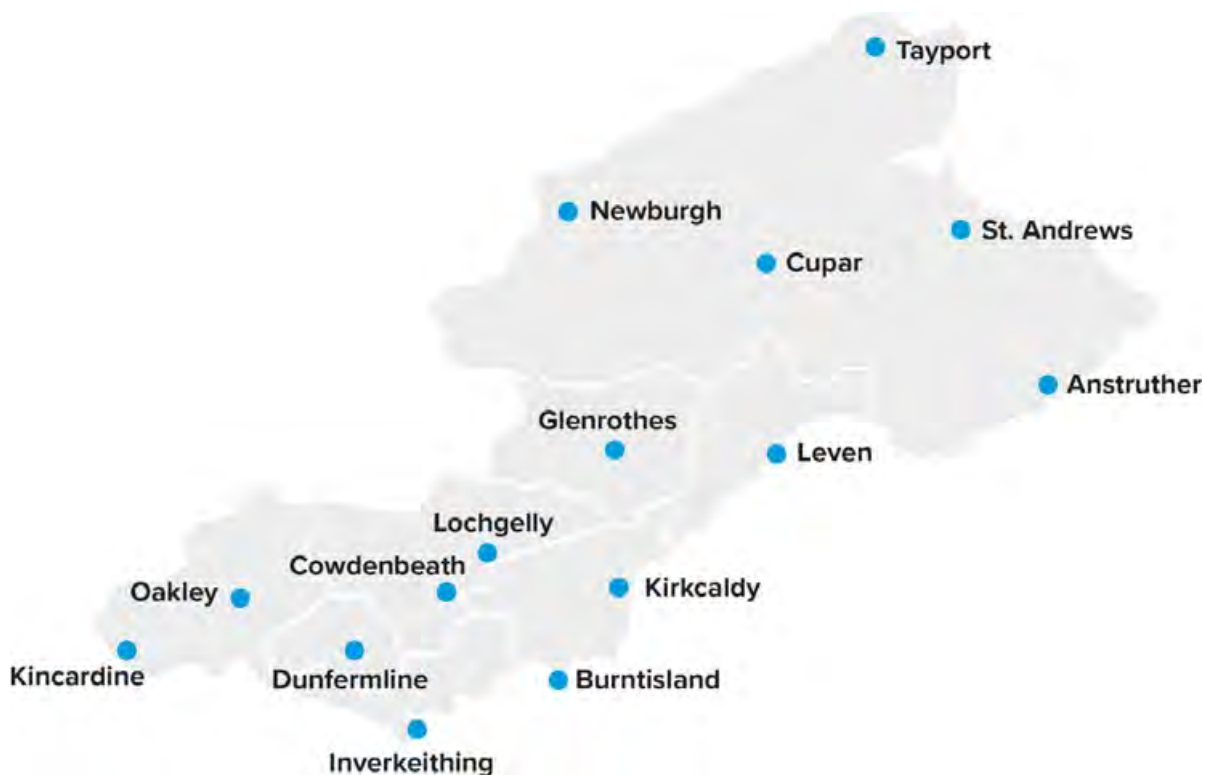 Tayport
Newburgh
St. Andrews
Cupar
Anstruther
Glenrothes
Leven
Lochgelly
Cowdenbeath
Oakley
Kirkcaldy
Kincardine
Dunfermline
Burntisland
Inverkeithing